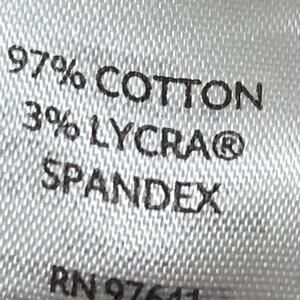 97% COTTON
3% LYCRA®
SPANDEX
RN